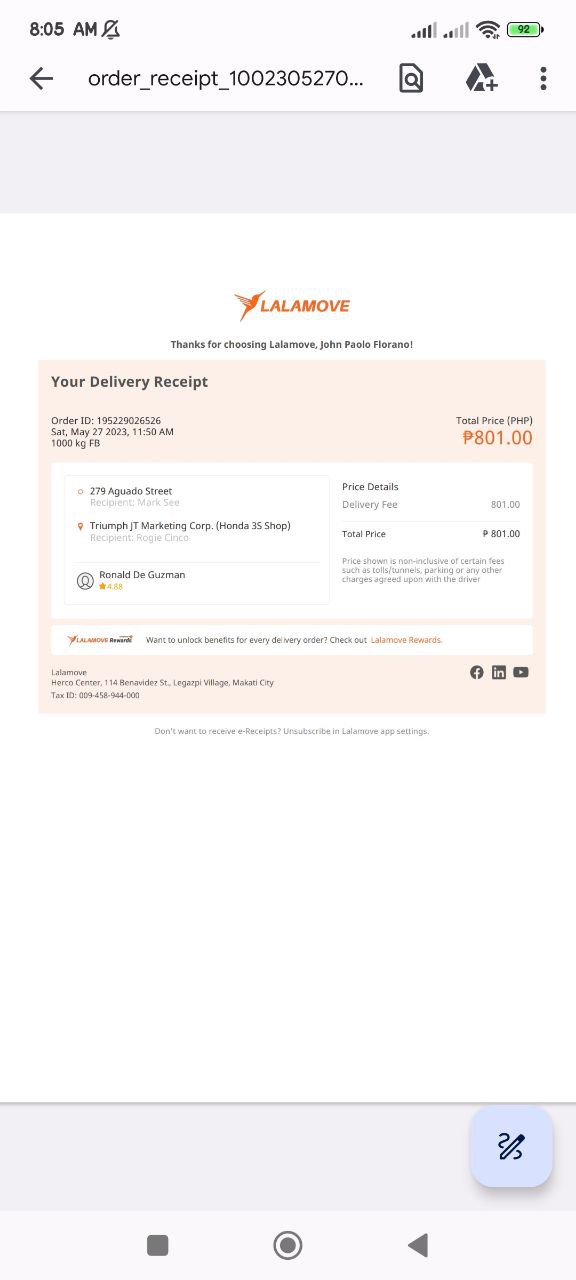 8:05 AM
92
order_receipt_1002305270...
LALAMOVE
Thanks for choosing Lalamove, John Paolo Florano!
Your Delivery Receipt
Order ID: 195229026526
Sat, May 27 2023, 11:50 AM
1000 kg FB
Total Price (PHP)
₱801.00
279 Aguado Street
Recipient: Mark See
Triumph JT Marketing Corp. (Honda 3S Shop)
Recipient: Rogie Cinco
Ronald De Guzman
4.88
Price Details
Delivery Fee 801.00
Total Price ₱ 801.00
Price shown is non-inclusive of certain fees
such as tolls/tunnels, parking or any other
charges agreed upon with the driver
LALAMOVE Rewards Want to unlock benefits for every delivery order? Check out Lalamove Rewards.
Lalamove
Herco Center, 114 Benavidez St., Legazpi Village, Makati City
Tax ID: 009-458-944-000
Don't want to receive e-Receipts? Unsubscribe in Lalamove app settings.